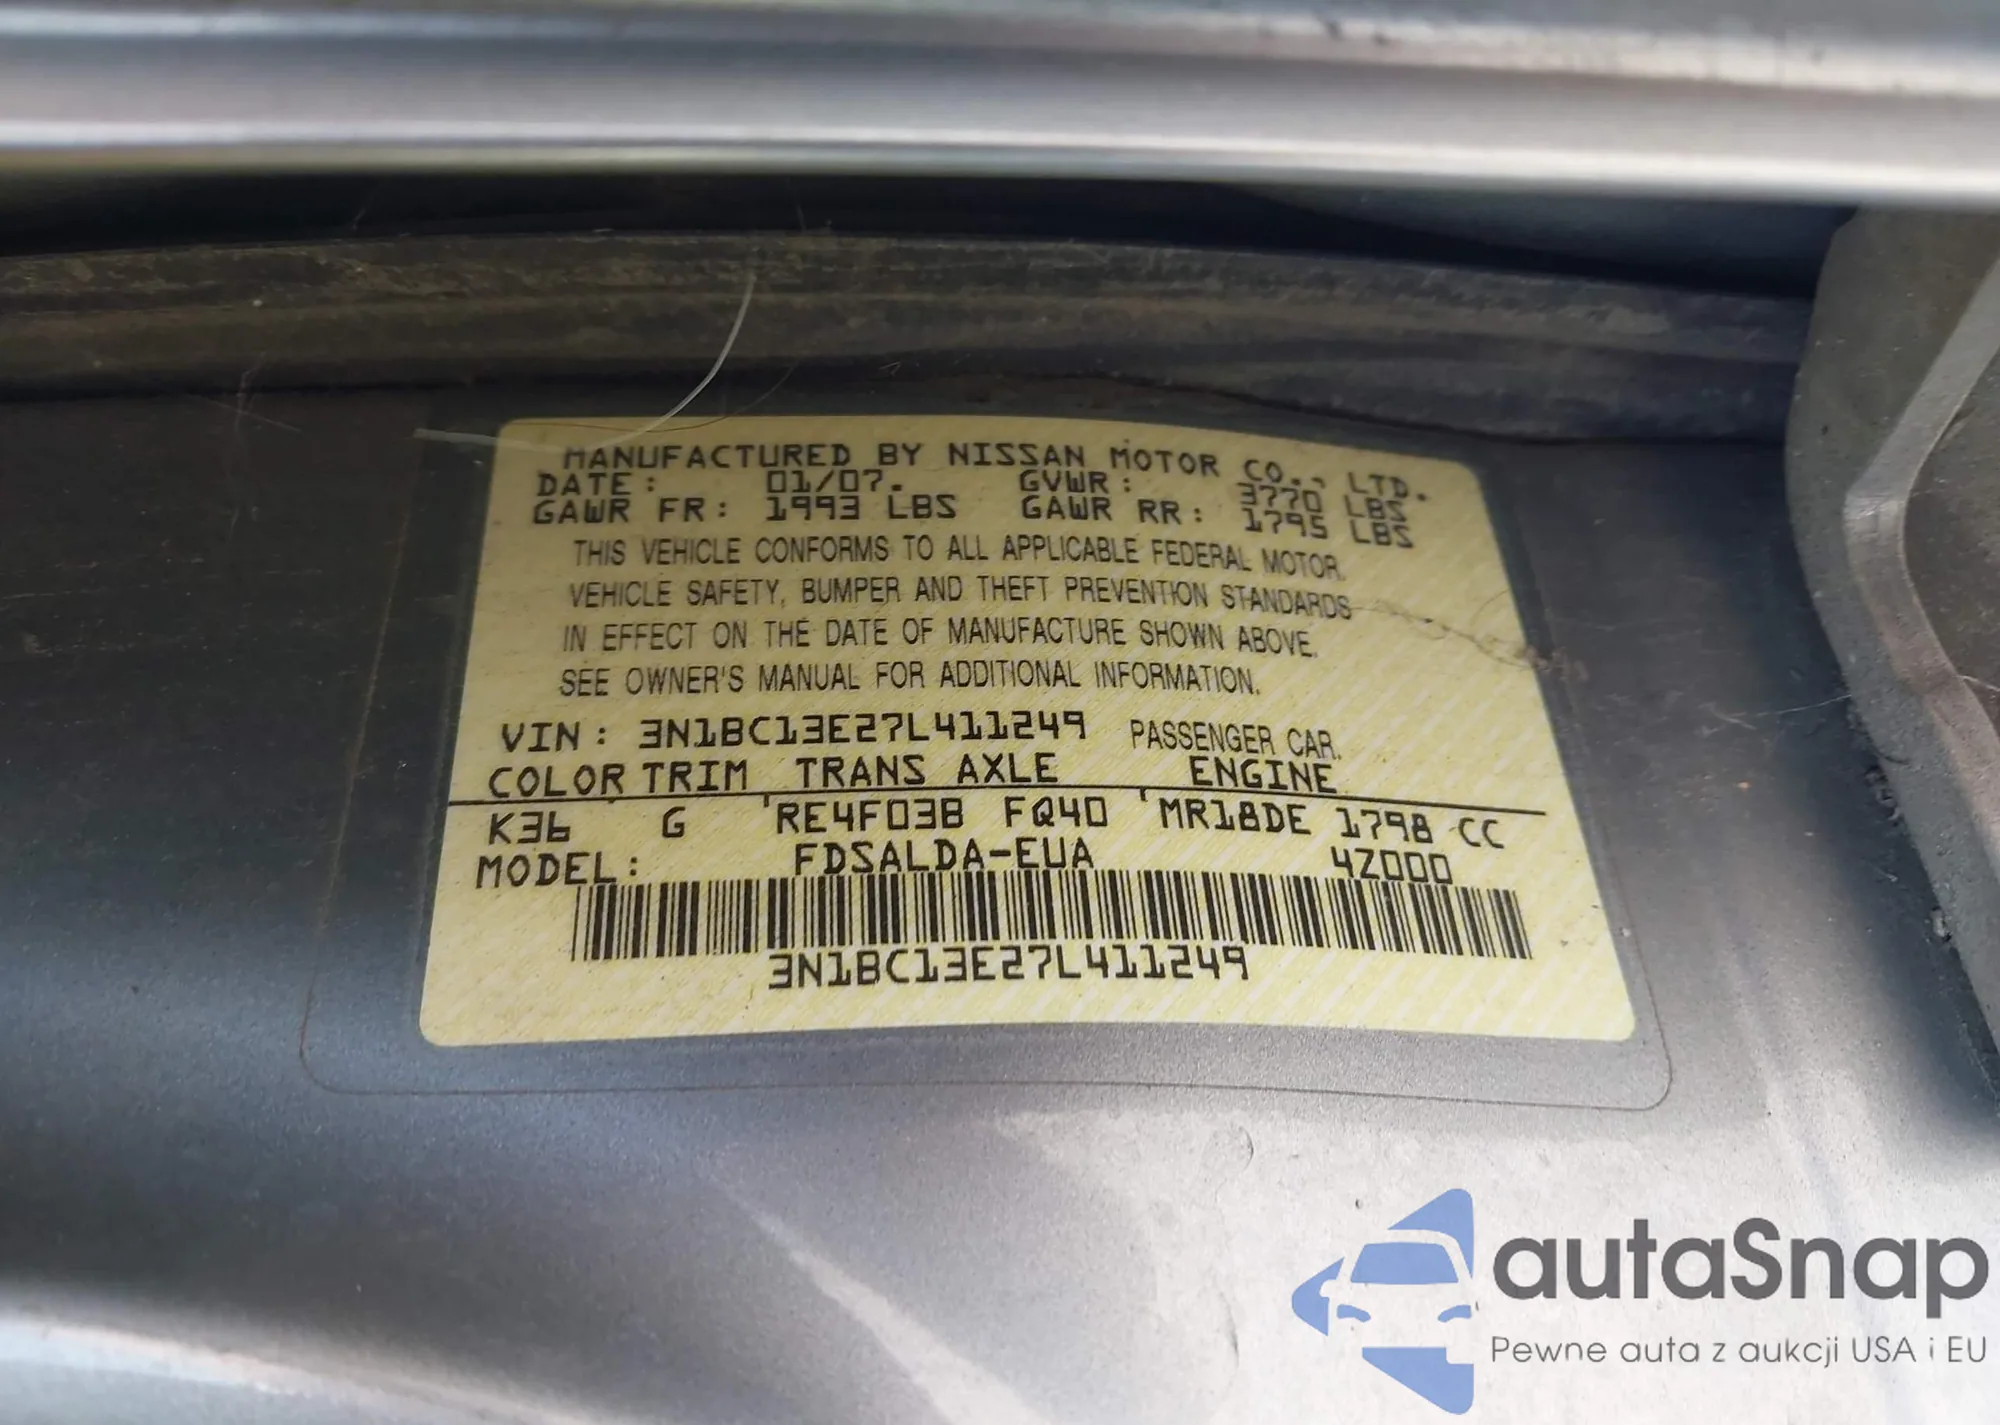 MANUFACTURED BY NISSAN MOTOR CO., LTD.
DATE: 01/07. GVWR: 3770 LBS
GAWR FR: 1993 LBS GAWR RR: 1795 LBS
THIS VEHICLE CONFORMS TO ALL APPLICABLE FEDERAL MOTOR
VEHICLE SAFETY, BUMPER AND THEFT PREVENTION STANDARDS
IN EFFECT ON THE DATE OF MANUFACTURE SHOWN ABOVE.
SEE OWNER'S MANUAL FOR ADDITIONAL INFORMATION.
VIN: 3N1BC13E27L411249 PASSENGER CAR.
COLOR TRIM TRANS AXLE ENGINE
K36 G RE4F03B FQ40 MR18DE 1798 CC
MODEL: FDSALDA-EUA 4Z000
3N1BC13E27L411249
autaSnap
Pewne auta z aukcji USA i EU